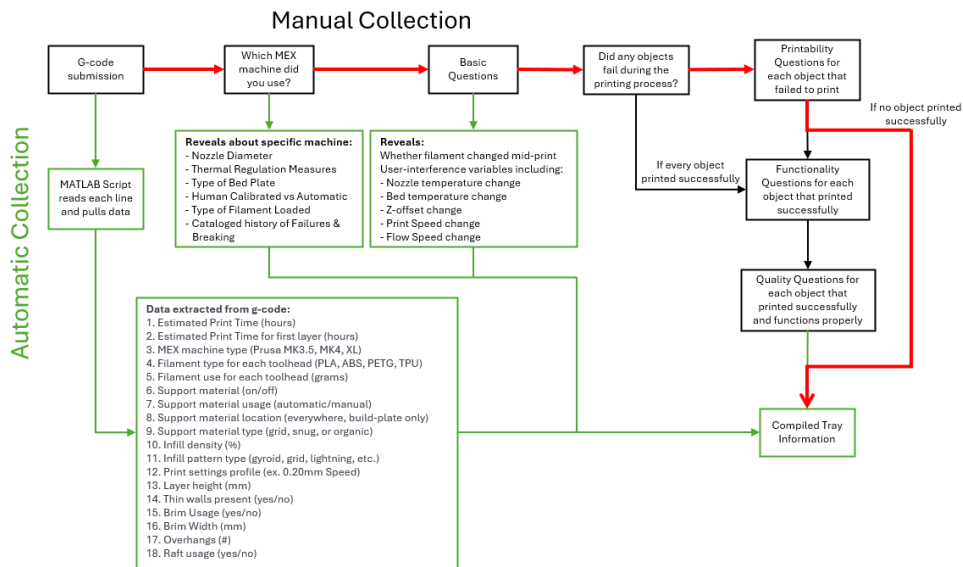 Manual Collection
G-code
submission
Which MEX
machine did
you use?
Basic
Questions
Did any objects
fail during the
printing process?
Printability
Questions for
each object that
failed to print
If no object printed
successfully
Automatic Collection
MATLAB Script
reads each line
and pulls data
Reveals about specific machine:
- Nozzle Diameter
- Thermal Regulation Measures
- Type of Bed Plate
- Human Calibrated vs Automatic
- Type of Filament Loaded
- Cataloged history of Failures &
Breaking
Reveals:
Whether filament changed mid-print
User-interference variables including:
- Nozzle temperature change
- Bed temperature change
- Z-offset change
- Print Speed change
- Flow Speed change
If every object
printed successfully
Functionality
Questions for each
object that printed
successfully
Quality Questions for
each object that
printed successfully
and functions properly
Data extracted from g-code:
1. Estimated Print Time (hours)
2. Estimated Print Time for first layer (hours)
3. MEX machine type (Prusa MK3.5, MK4, XL)
4. Filament type for each toolhead (PLA, ABS, PETG, TPU)
5. Filament use for each toolhead (grams)
6. Support material (on/off)
7. Support material usage (automatic/manual)
8. Support material location (everywhere, build-plate only)
9. Support material type (grid, snug, or organic)
10. Infill density (%)
11. Infill pattern type (gyroid, grid, lightning, etc.)
12. Print settings profile (ex. 0.20mm Speed)
13. Layer height (mm)
14. Thin walls present (yes/no)
15. Brim Usage (yes/no)
16. Brim Width (mm)
17. Overhangs (#)
18. Raft usage (yes/no)
Compiled Tray
Information